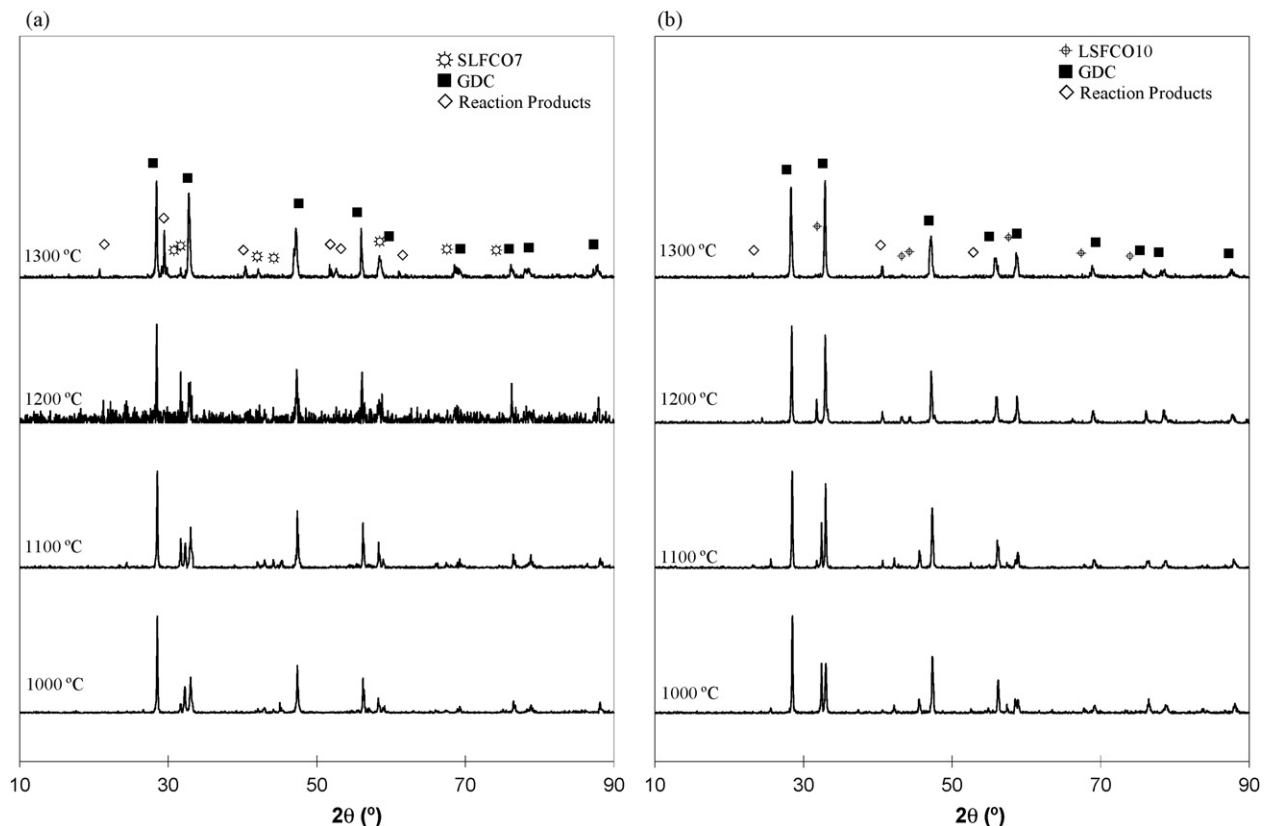 (a)
SLFCO7
GDC
Reaction Products
1300 ºC
1200 ºC
1100 ºC
1000 ºC
10
30
50
70
90
2θ (º)
(b)
LSFCO10
GDC
Reaction Products
1300 ºC
1200 ºC
1100 ºC
1000 ºC
10
30
50
70
90
2θ (º)